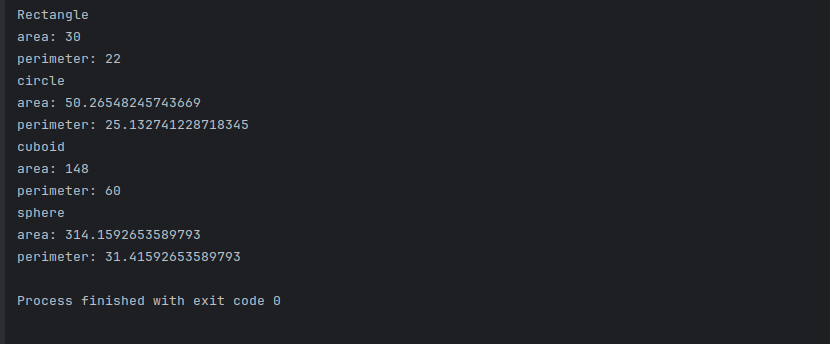 Rectangle
area: 30
perimeter: 22
circle
area: 50.26548245743669
perimeter: 25.132741228718345
cuboid
area: 148
perimeter: 60
sphere
area: 314.1592653589793
perimeter: 31.41592653589793
Process finished with exit code 0